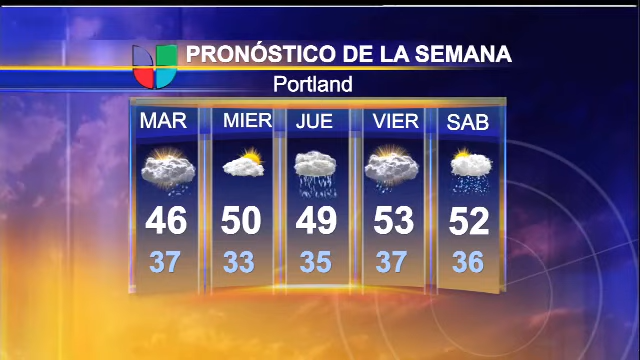 PRONÓSTICO DE LA SEMANA
Portland
MAR MIER JUE VIER SAB
46 50 49 53 52
37 33 35 37 36